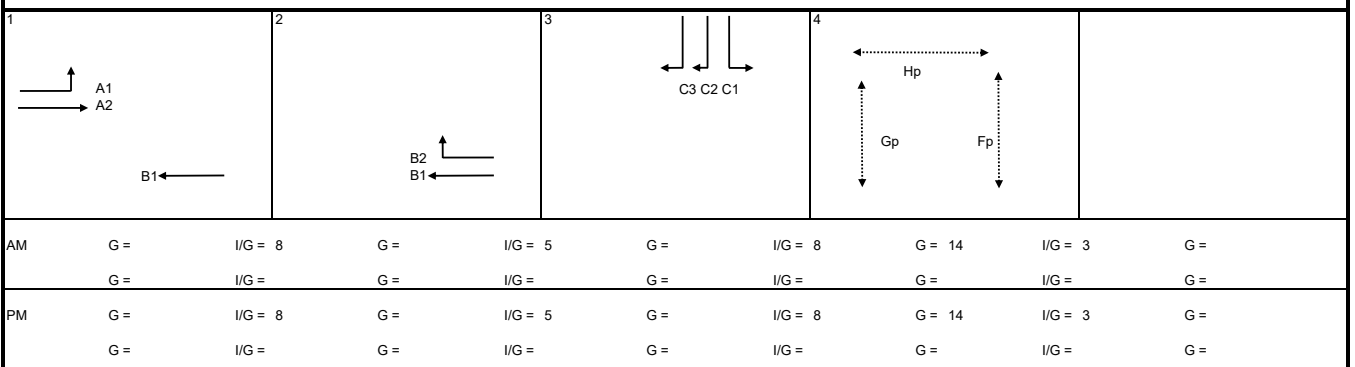 1 2 3 4
A1
A2
B1
B2
B1
C3 C2 C1
Hp
Gp Fp
AM G = I/G = 8 G = I/G = 5 G = I/G = 8 G = 14 I/G = 3 G =
G = I/G = G = I/G = G = I/G = G = I/G = G =
PM G = I/G = 8 G = I/G = 5 G = I/G = 8 G = 14 I/G = 3 G =
G = I/G = G = I/G = G = I/G = G = I/G = G =